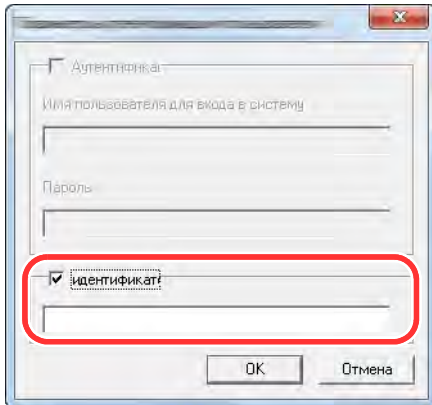 Аутентификат
Имя пользователя для входа в систему
Пароль
идентификат
OK
Отмена